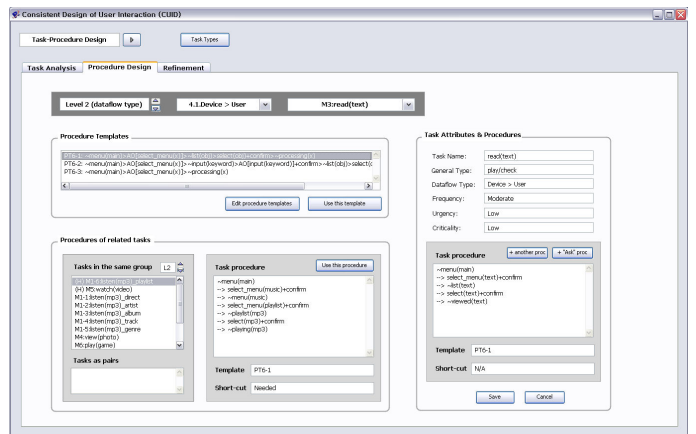 Consistent Design of User Interaction (CUID)
Task-Procedure Design
Task Types
Task Analysis Procedure Design Refinement
Level 2 (dataflow type) 4.1.Device > User M3:read(text)
Procedure Templates
PT6-1: ~menu(main)>AO[select_menu(x)]>~list(obj)>select(obj)+confirm>~processing(x)
PT6-2: ~menu(main)>AO[select_menu(x)]>~input(keyword)>AO[input(keyword)]+confirm>~list(obj)>select(c
PT6-3: ~menu(main)>AO[select_menu(x)]>~processing(x)
Edit procedure templates Use this template
Procedures of related tasks
Tasks in the same group L2
(H) M1-6:listen(mp3)_playlist
(H) M5:watch(video)
M1-1:listen(mp3)_direct
M1-2:listen(mp3)_artist
M1-3:listen(mp3)_album
M1-4:listen(mp3)_track
M1-5:listen(mp3)_genre
M4:view(photo)
M6:play(game)
Tasks as pairs
Task procedure Use this procedure
~menu(main)
--> select_menu(music)+confirm
--> ~menu(music)
--> select_menu(playlist)+confirm
--> ~playlist(mp3)
--> select(mp3)+confirm
--> ~playing(mp3)
Template PT6-1
Short-cut Needed
Task Attributes & Procedures
Task Name: read(text)
General Type: play/check
Dataflow Type: Device > User
Frequency: Moderate
Urgency: Low
Criticality: Low
Task procedure + another proc + "Ask" proc
~menu(main)
--> select_menu(text)+confirm
--> ~list(text)
--> select(text)+confirm
--> ~viewed(text)
Template PT6-1
Short-cut N/A
Save Cancel